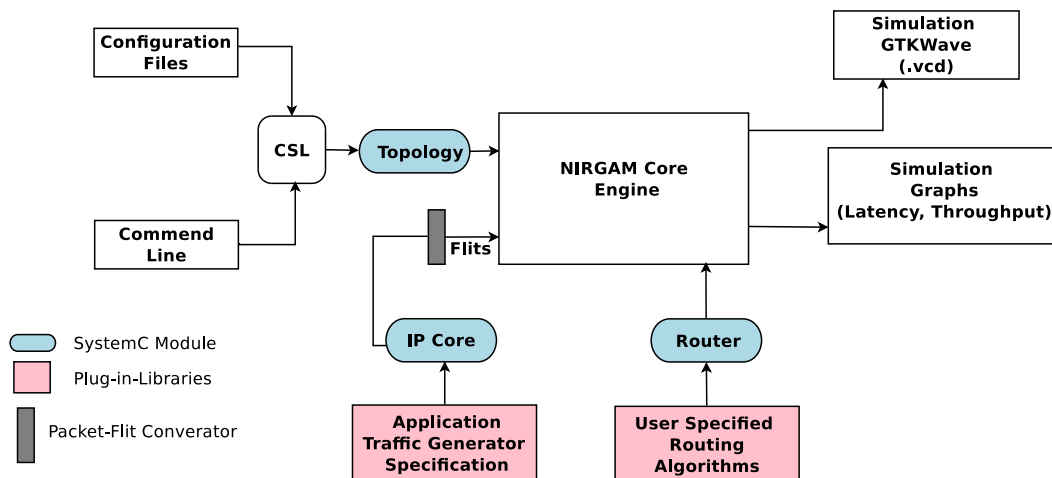 Configuration
Files
Simulation
GTKWave
(.vcd)
CSL
Topology
NIRGAM Core
Engine
Simulation
Graphs
(Latency, Throughput)
Commend
Line
Flits
SystemC Module
Plug-in-Libraries
Packet-Flit Converator
IP Core
Router
Application
Traffic Generator
Specification
User Specified
Routing
Algorithms